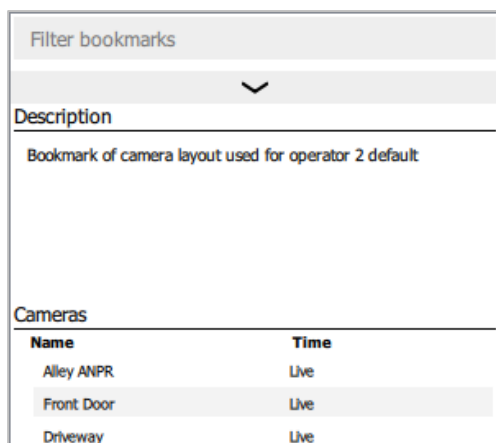 Filter bookmarks
Description
Bookmark of camera layout used for operator 2 default
Cameras
Name Time
Alley ANPR Live
Front Door Live
Driveway Live